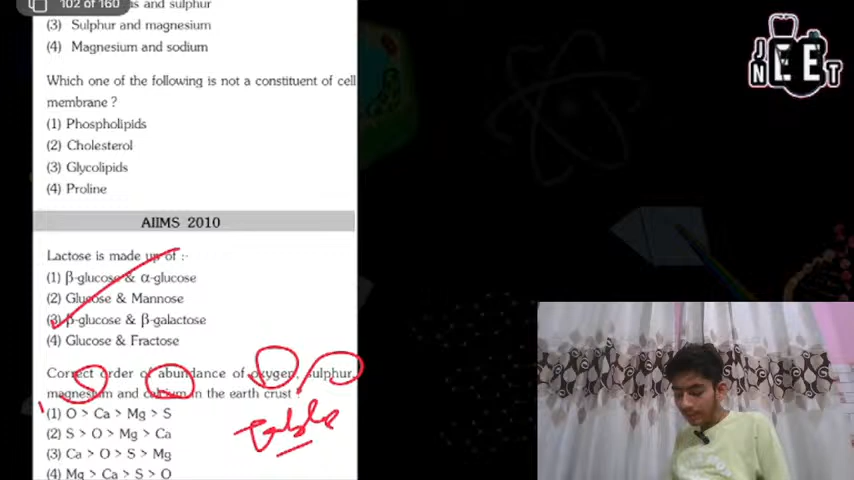 102 of 160
us and sulphur
(3) Sulphur and magnesium
(4) Magnesium and sodium
Which one of the following is not a constituent of cell
membrane ?
(1) Phospholipids
(2) Cholesterol
(3) Glycolipids
(4) Proline
AIIMS 2010
Lactose is made up of :-
(1) β-glucose & α-glucose
(2) Glucose & Mannose
(3) β-glucose & β-galactose
(4) Glucose & Fractose
Correct order of abundance of oxygen, sulphur,
magnesium and calcium in the earth crust :
(1) O > Ca > Mg > S
(2) S > O > Mg > Ca
(3) Ca > O > S > Mg
(4) Mg > Ca > S > O
Table
J
NEET